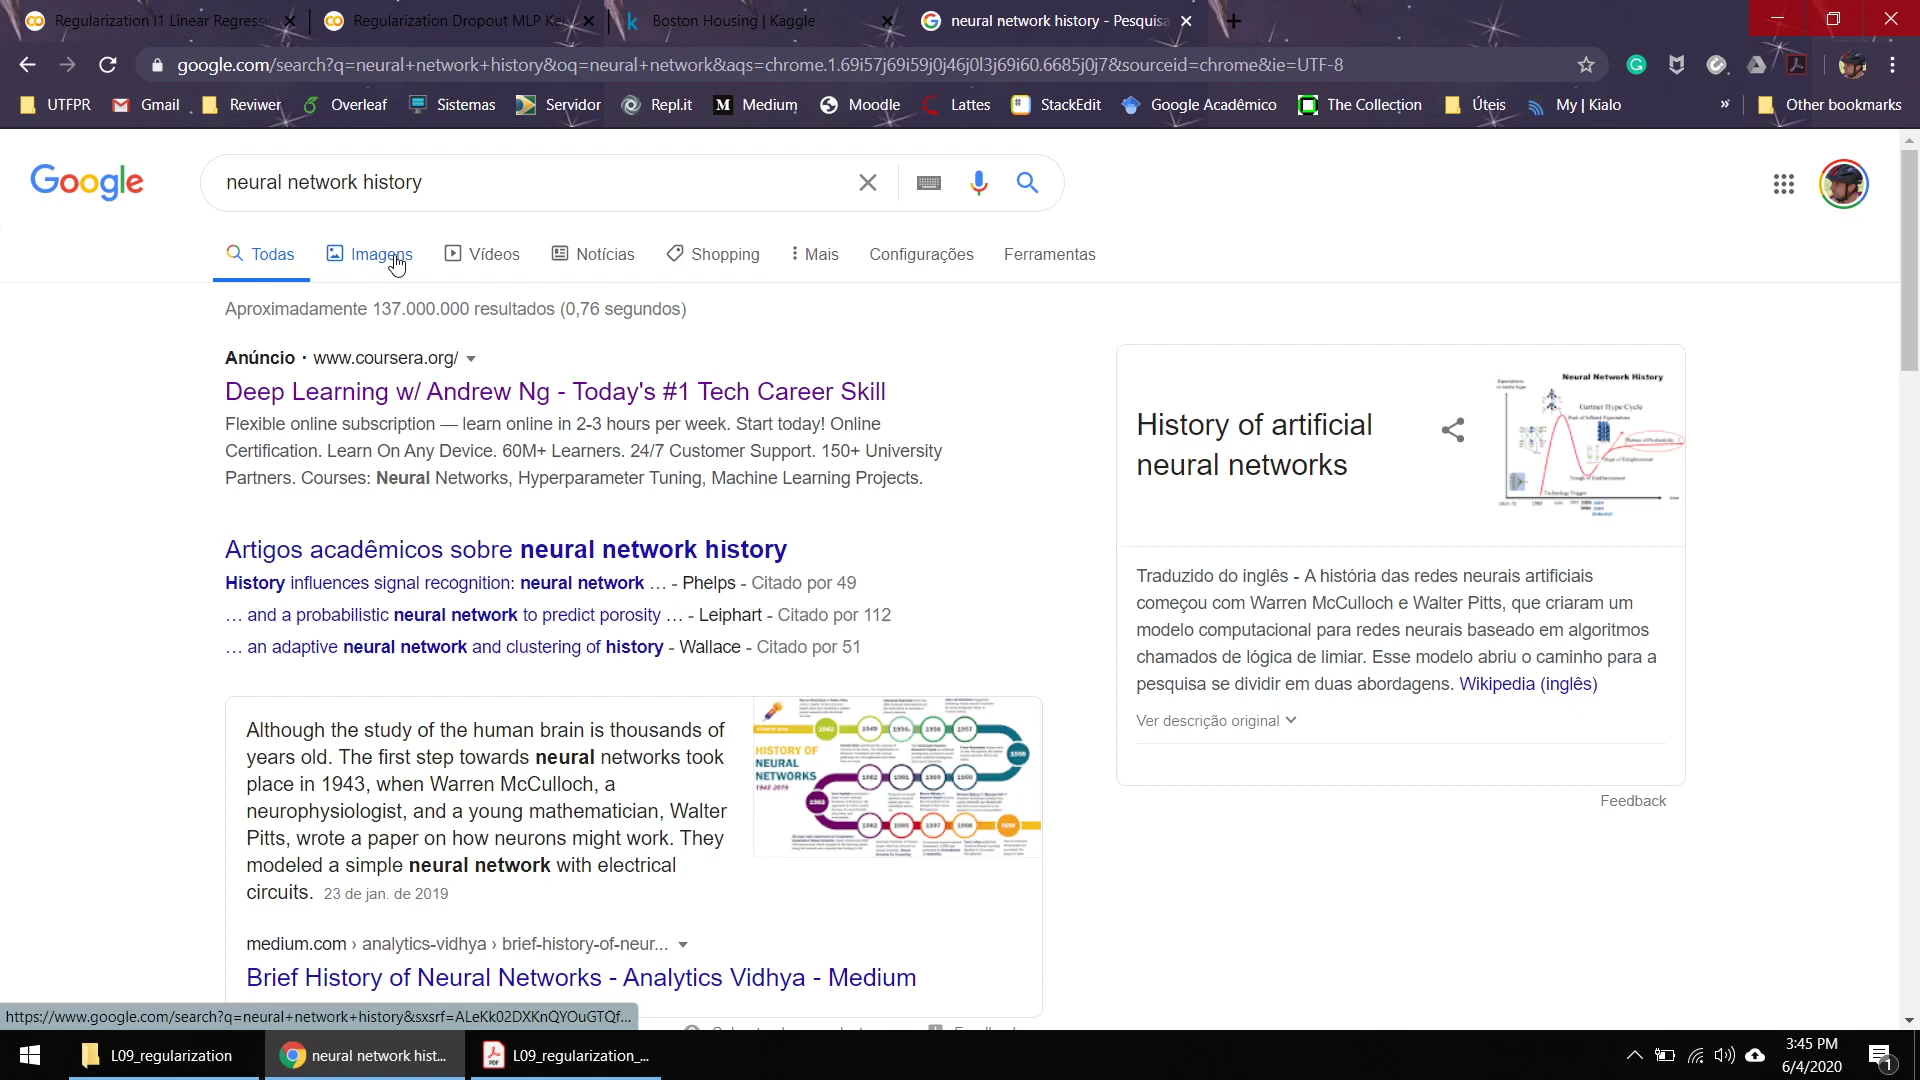 Regularization l1 Linear Regress
Regularization Dropout MLP Ke
Boston Housing | Kaggle
neural network history - Pesquisa
google.com/search?q=neural+network+history&oq=neural+network&aqs=chrome.1.69i57j69i59j0j46j0l3j69i60.6685j0j7&sourceid=chrome&ie=UTF-8
UTFPR
Gmail
Reviwer
Overleaf
Sistemas
Servidor
Repl.it
Medium
Moodle
Lattes
StackEdit
Google Acadêmico
The Collection
Úteis
My | Kialo
»
Other bookmarks
Google
neural network history
Todas
Imagens
Vídeos
Notícias
Shopping
Mais
Configurações
Ferramentas
Aproximadamente 137.000.000 resultados (0,76 segundos)
Anúncio · www.coursera.org/
Deep Learning w/ Andrew Ng - Today's #1 Tech Career Skill
Flexible online subscription — learn online in 2-3 hours per week. Start today! Online
Certification. Learn On Any Device. 60M+ Learners. 24/7 Customer Support. 150+ University
Partners. Courses: Neural Networks, Hyperparameter Tuning, Machine Learning Projects.
Artigos acadêmicos sobre neural network history
History influences signal recognition: neural network … - Phelps - Citado por 49
… and a probabilistic neural network to predict porosity … - Leiphart - Citado por 112
… an adaptive neural network and clustering of history - Wallace - Citado por 51
Although the study of the human brain is thousands of
years old. The first step towards neural networks took
place in 1943, when Warren McCulloch, a
neurophysiologist, and a young mathematician, Walter
Pitts, wrote a paper on how neurons might work. They
modeled a simple neural network with electrical
circuits. 23 de jan. de 2019
HISTORY OF
NEURAL
NETWORKS
1943-2019
medium.com › analytics-vidhya › brief-history-of-neur...
Brief History of Neural Networks - Analytics Vidhya - Medium
History of artificial
neural networks
Neural Network History
Gartner Hype Cycle
Technology Trigger
Traduzido do inglês - A história das redes neurais artificiais
começou com Warren McCulloch e Walter Pitts, que criaram um
modelo computacional para redes neurais baseado em algoritmos
chamados de lógica de limiar. Esse modelo abriu o caminho para a
pesquisa se dividir em duas abordagens. Wikipedia (inglês)
Ver descrição original
Feedback
https://www.google.com/search?q=neural+network+history&sxsrf=ALeKk02DXKnQYOuGTQf...
L09_regularization
neural network hist...
L09_regularization_...
3:45 PM
6/4/2020
1